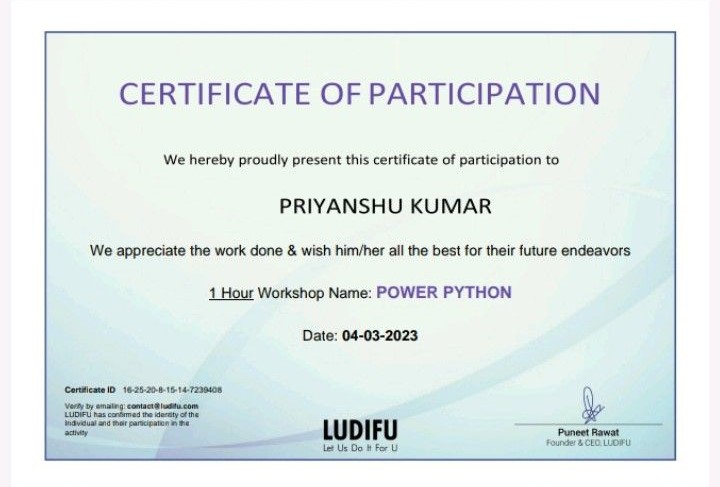 CERTIFICATE OF PARTICIPATION
We hereby proudly present this certificate of participation to
PRIYANSHU KUMAR
We appreciate the work done & wish him/her all the best for their future endeavors
1 Hour Workshop Name: POWER PYTHON
Date: 04-03-2023
Certificate ID 16-25-20-8-15-14-7239408
Verify by emailing: contact@ludifu.com
LUDIFU has confirmed the identity of the
Individual and their participation in the
activity
LUDIFU
Let Us Do It For U
Puneet Rawat
Founder & CEO, LUDIFU